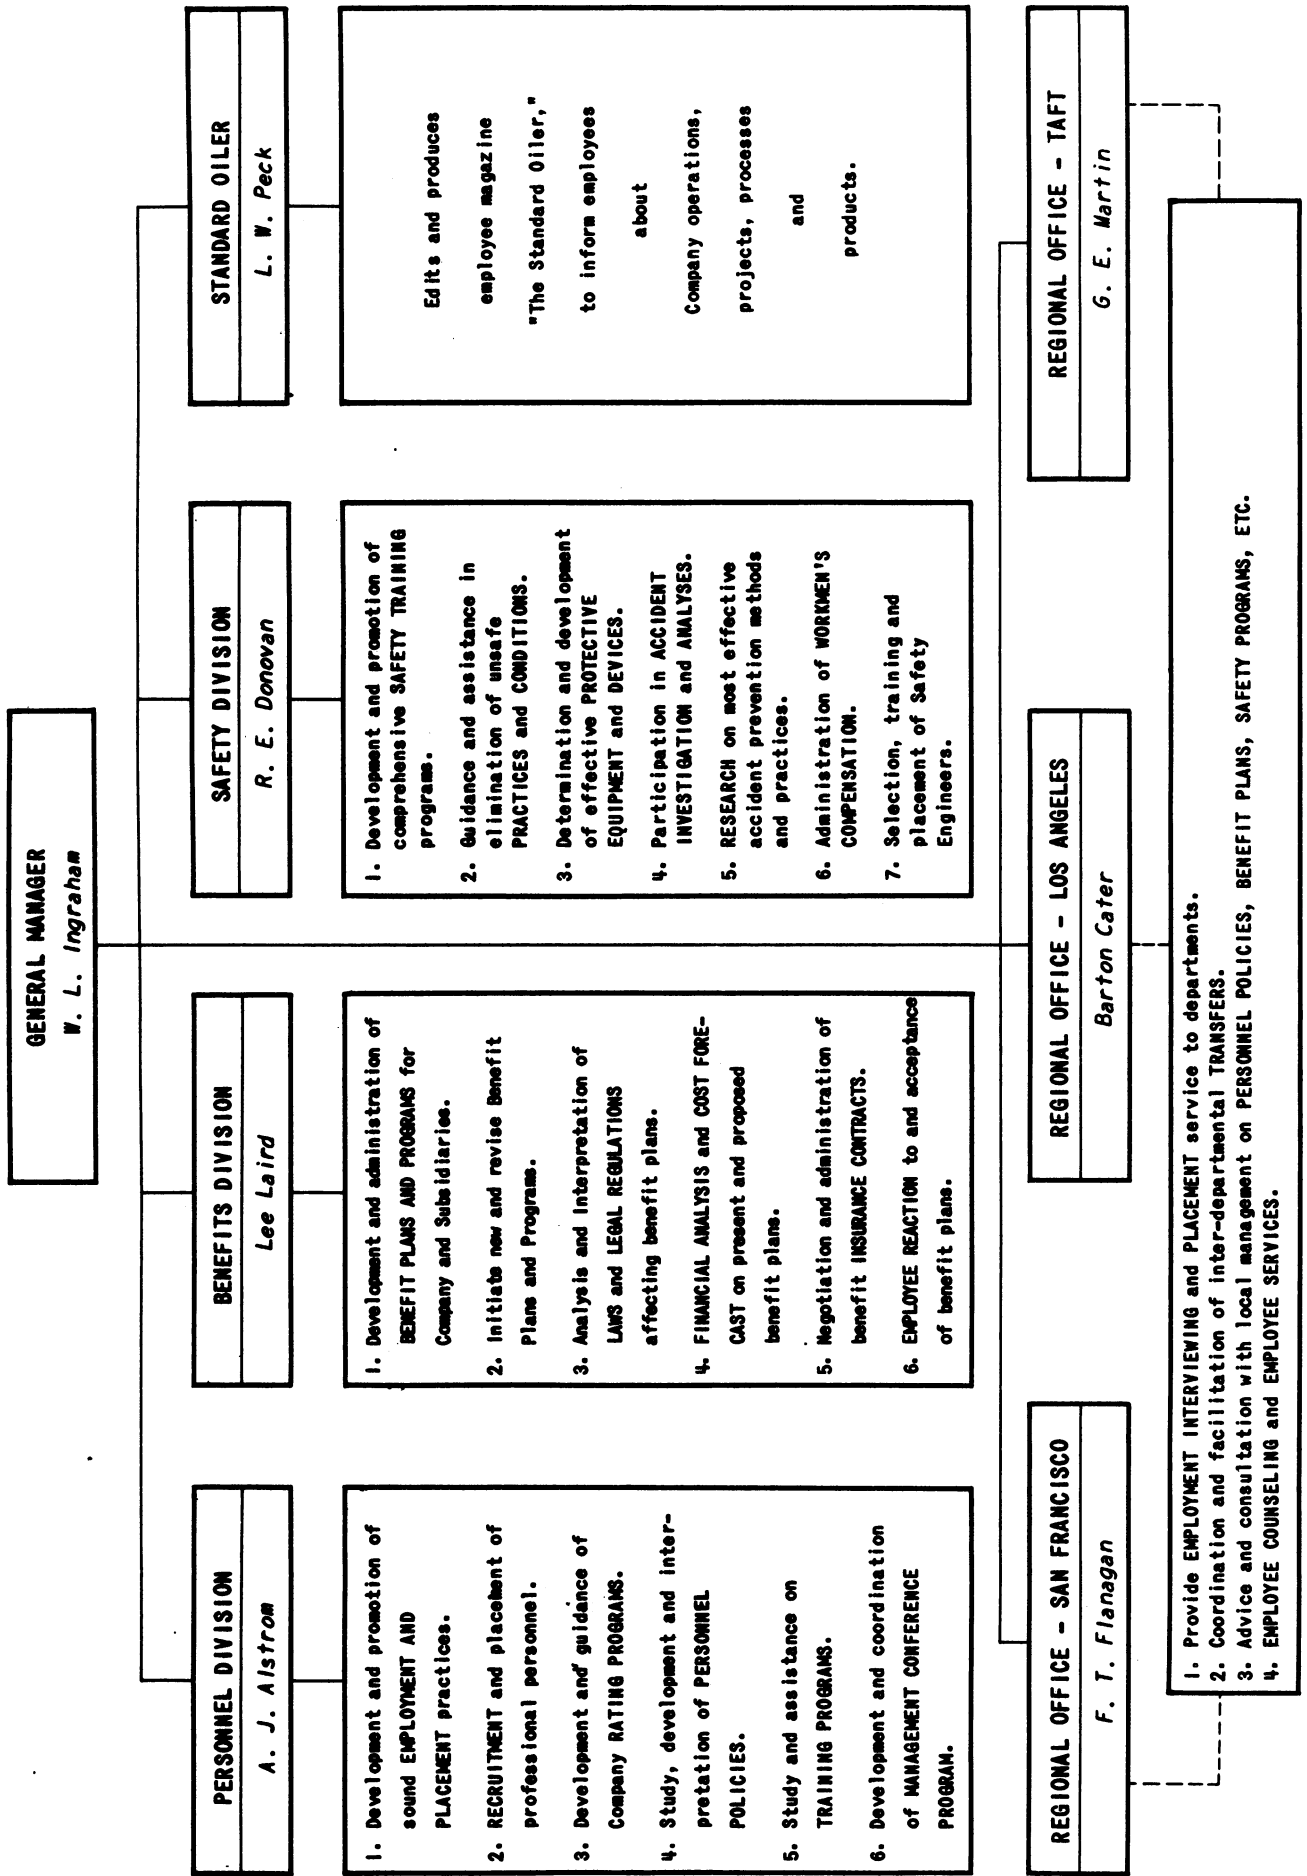 GENERAL MANAGER
W. L. Ingraham
PERSONNEL DIVISION
A. J. Alstrom
1. Development and promotion of
sound EMPLOYMENT AND
PLACEMENT practices.
2. RECRUITMENT and placement of
professional personnel.
3. Development and guidance of
Company RATING PROGRAMS.
4. Study, development and inter-
pretation of PERSONNEL
POLICIES.
5. Study and assistance on
TRAINING PROGRAMS.
6. Development and coordination
of MANAGEMENT CONFERENCE
PROGRAM.
BENEFITS DIVISION
Lee Laird
1. Development and administration of
BENEFIT PLANS AND PROGRAMS for
Company and Subsidiaries.
2. Initiate new and revise Benefit
Plans and Programs.
3. Analysis and Interpretation of
LAWS and LEGAL REGULATIONS
affecting benefit plans.
4. FINANCIAL ANALYSIS and COST FORE-
CAST on present and proposed
benefit plans.
5. Negotiation and administration of
benefit INSURANCE CONTRACTS.
6. EMPLOYEE REACTION to and acceptance
of benefit plans.
SAFETY DIVISION
R. E. Donovan
1. Development and promotion of
comprehensive SAFETY TRAINING
programs.
2. Guidance and assistance in
elimination of unsafe
PRACTICES and CONDITIONS.
3. Determination and development
of effective PROTECTIVE
EQUIPMENT and DEVICES.
4. Participation in ACCIDENT
INVESTIGATION and ANALYSES.
5. RESEARCH on most effective
accident prevention methods
and practices.
6. Administration of WORKMEN'S
COMPENSATION.
7. Selection, training and
placement of Safety
Engineers.
STANDARD OILER
L. W. Peck
Edits and produces
employee magazine
"The Standard Oiler,"
to inform employees
about
Company operations,
projects, processes
and
products.
REGIONAL OFFICE - SAN FRANCISCO
F. T. Flanagan
REGIONAL OFFICE - LOS ANGELES
Barton Cater
REGIONAL OFFICE - TAFT
G. E. Martin
1. Provide EMPLOYMENT INTERVIEWING and PLACEMENT service to departments.
2. Coordination and facilitation of inter-departmental TRANSFERS.
3. Advice and consultation with local management on PERSONNEL POLICIES, BENEFIT PLANS, SAFETY PROGRAMS, ETC.
4. EMPLOYEE COUNSELING and EMPLOYEE SERVICES.